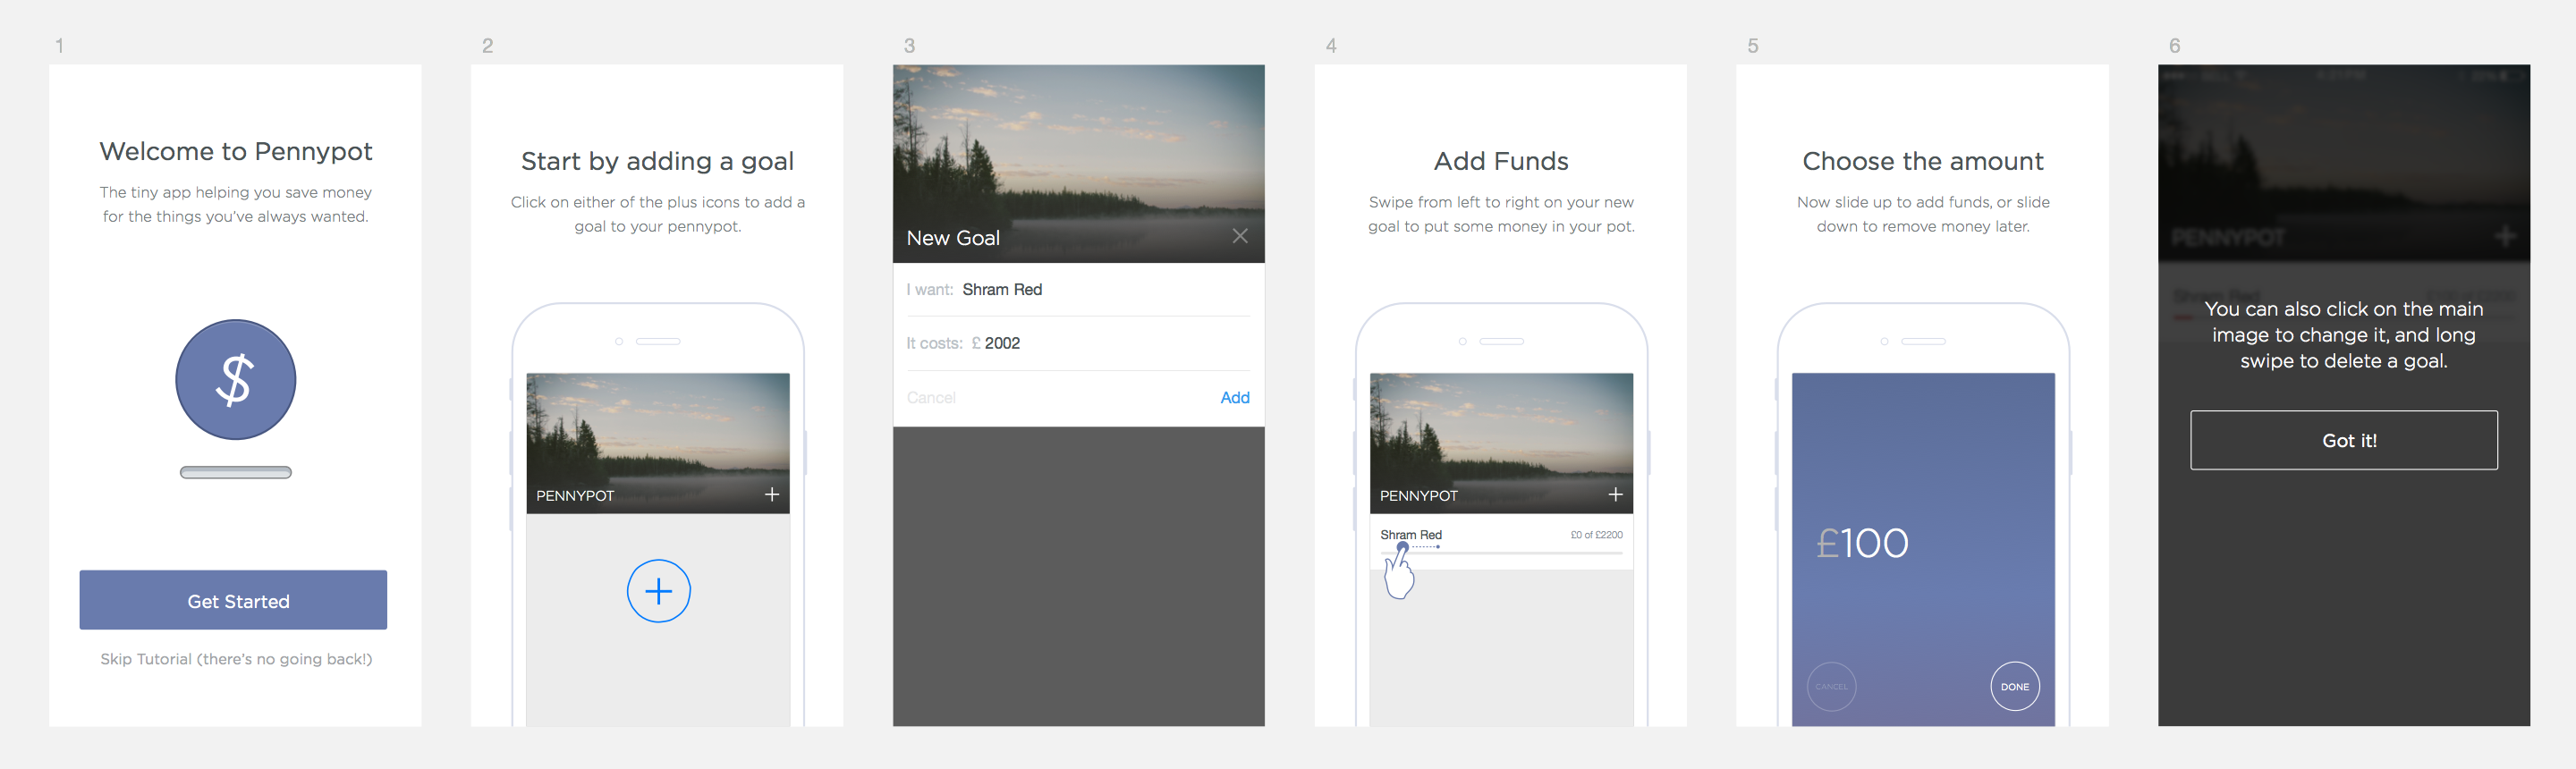 1
Welcome to Pennypot
The tiny app helping you save money
for the things you've always wanted.
$
Get Started
Skip Tutorial (there's no going back!)
2
Start by adding a goal
Click on either of the plus icons to add a
goal to your pennypot.
PENNYPOT
3
New Goal
I want: Shram Red
It costs: £ 2002
Cancel Add
4
Add Funds
Swipe from left to right on your new
goal to put some money in your pot.
PENNYPOT
Shram Red £0 of £2200
5
Choose the amount
Now slide up to add funds, or slide
down to remove money later.
£100
CANCEL DONE
6
PENNYPOT
Shram Red
You can also click on the main
image to change it, and long
swipe to delete a goal.
Got it!